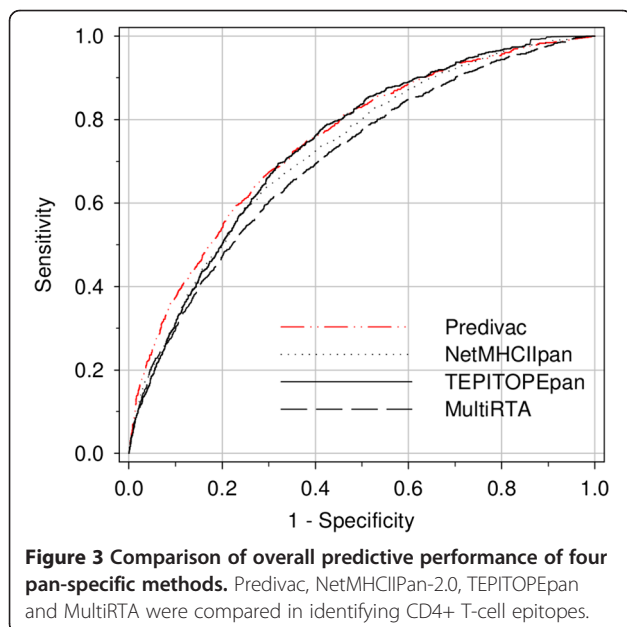 1.0
0.8
0.6
0.4
0.2
0.0
Sensitivity
Predivac
NetMHCIIpan
TEPITOPEpan
MultiRTA
0.0 0.2 0.4 0.6 0.8 1.0
1 - Specificity
Figure 3 Comparison of overall predictive performance of four
pan-specific methods. Predivac, NetMHCIIPan-2.0, TEPITOPEpan
and MultiRTA were compared in identifying CD4+ T-cell epitopes.